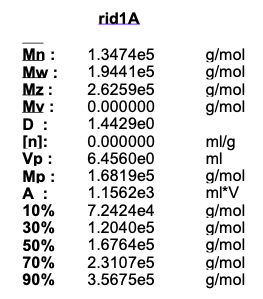 rid1A
Mn : 1.3474e5 g/mol
Mw : 1.9441e5 g/mol
Mz : 2.6259e5 g/mol
Mv : 0.000000 g/mol
D : 1.4429e0
[n]: 0.000000 ml/g
Vp : 6.4560e0 ml
Mp : 1.6819e5 g/mol
A : 1.1562e3 ml*V
10% 7.2424e4 g/mol
30% 1.2040e5 g/mol
50% 1.6764e5 g/mol
70% 2.3107e5 g/mol
90% 3.5675e5 g/mol